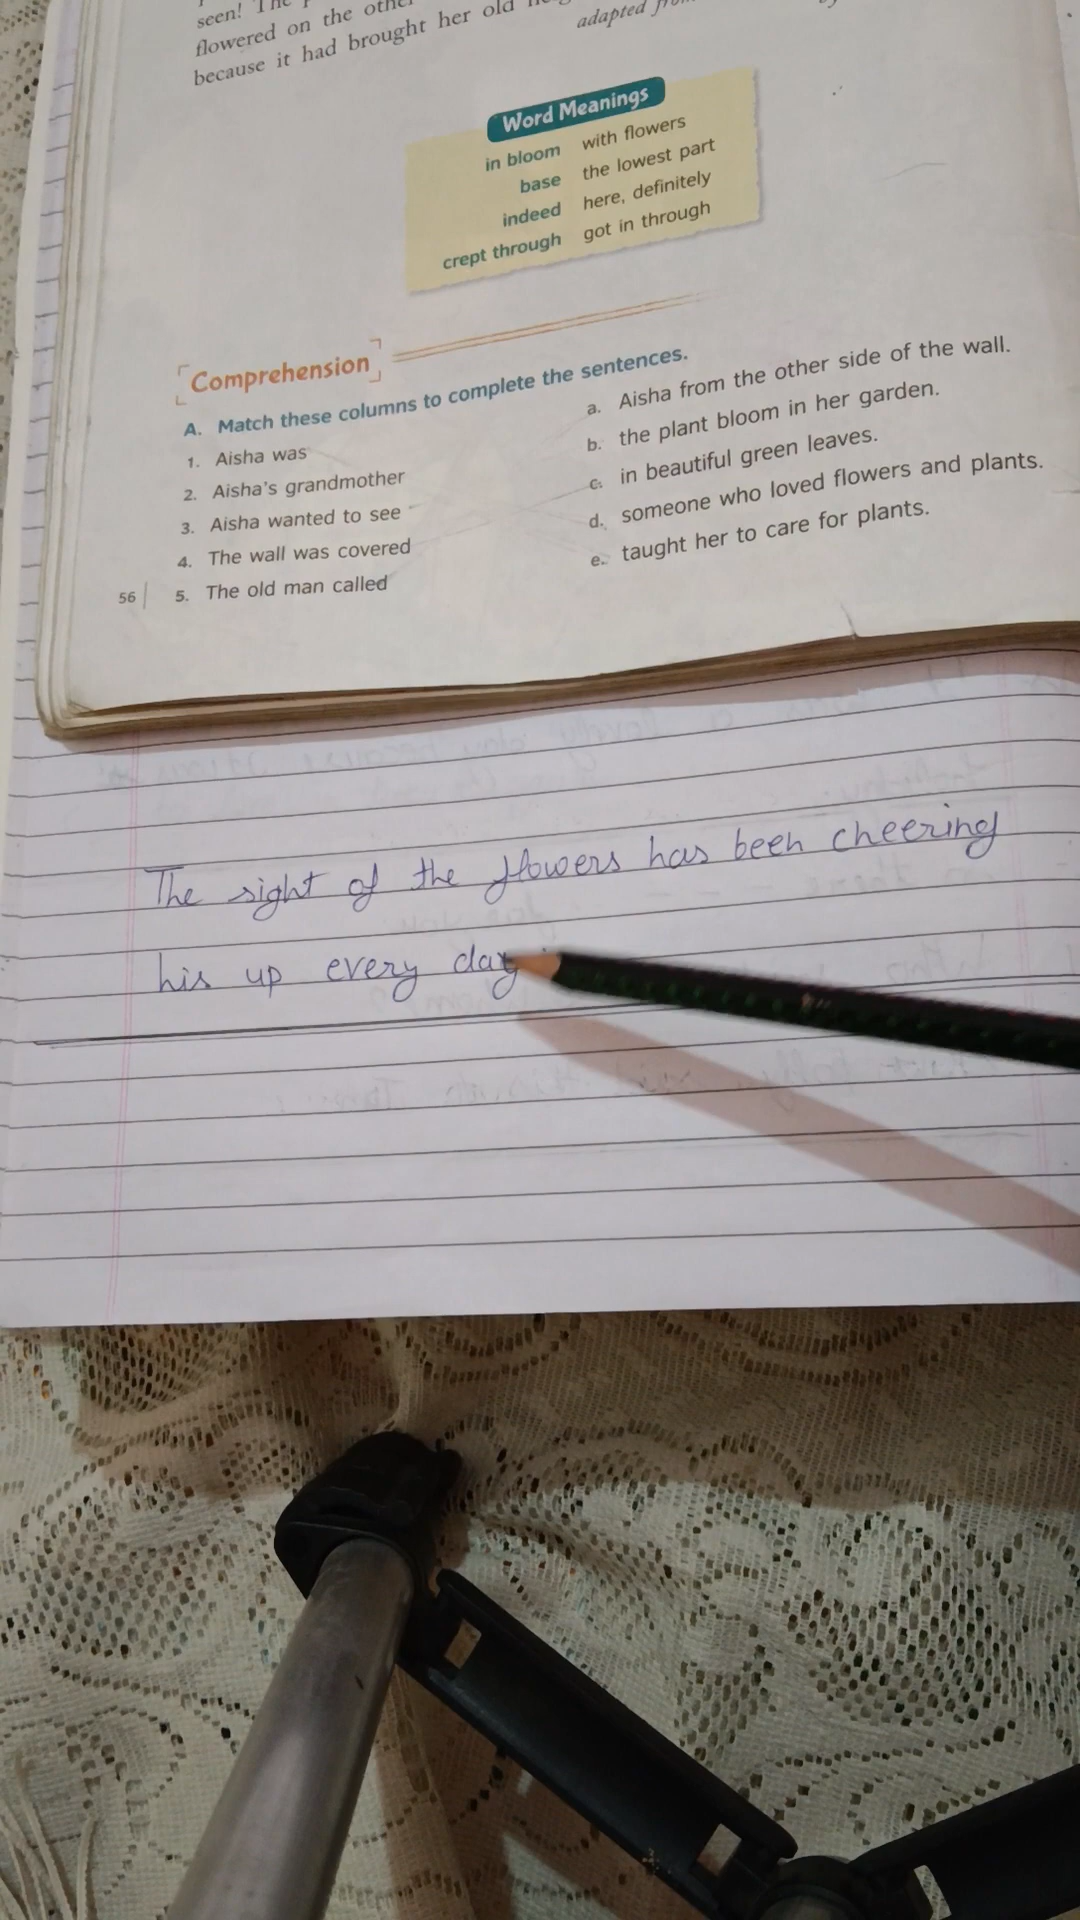 seen! The
flowered on the other
because it had brought her old
adapted from
Word Meanings
in bloom with flowers
base the lowest part
indeed here, definitely
crept through got in through
Comprehension
A. Match these columns to complete the sentences.
1. Aisha was
2. Aisha's grandmother
3. Aisha wanted to see
4. The wall was covered
5. The old man called
a. Aisha from the other side of the wall.
b. the plant bloom in her garden.
c. in beautiful green leaves.
d. someone who loved flowers and plants.
e. taught her to care for plants.
56
The sight of the flowers has been cheering
his up every day